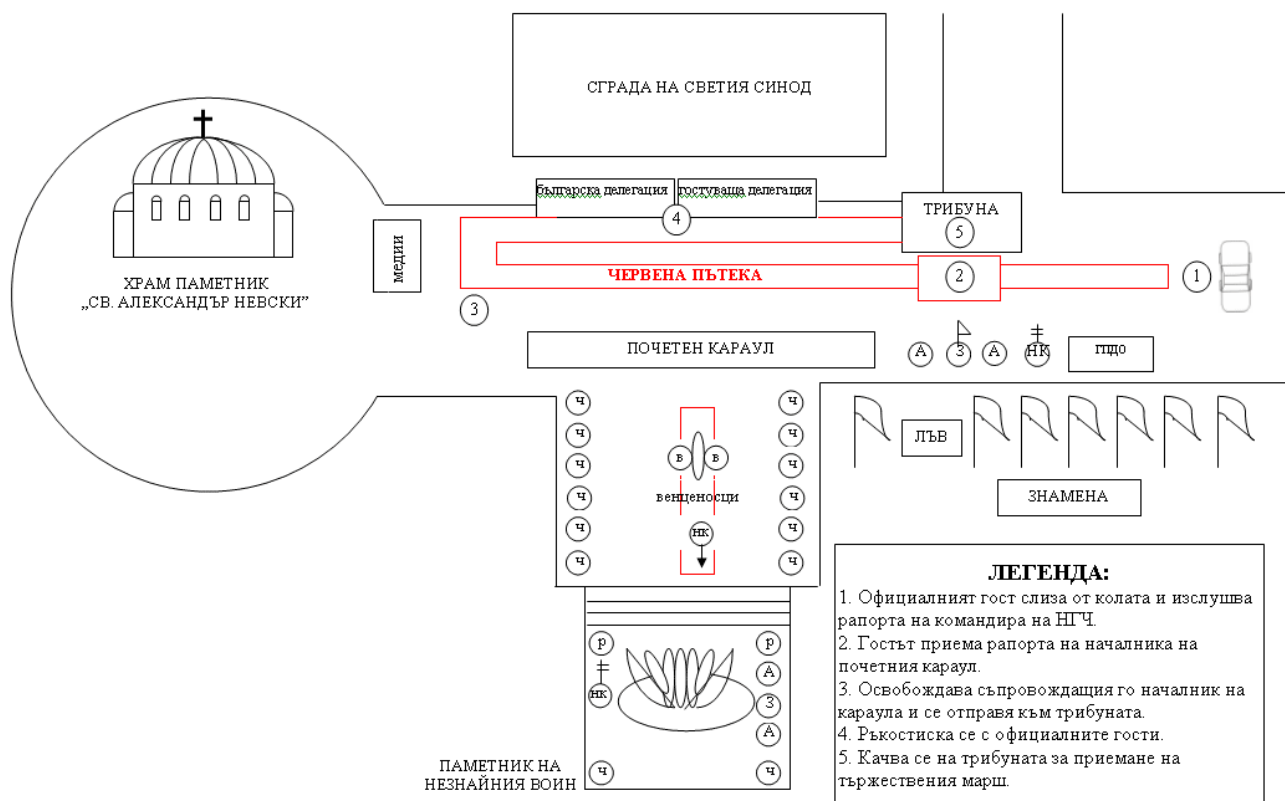 СГРАДА НА СВЕТИЯ СИНОД
българска делегация
гостуваща делегация
4
ТРИБУНА
5
медии
ЧЕРВЕНА ПЪТЕКА
2
1
3
ХРАМ ПАМЕТНИК
„СВ. АЛЕКСАНДЪР НЕВСКИ”
ПОЧЕТЕН КАРАУЛ
А
З
А
НК
ГПДО
Ч
Ч
Ч
Ч
Ч
Ч
Ч
Ч
Ч
Ч
Ч
Ч
В
В
венценосци
НК
ЛЪВ
ЗНАМЕНА
Р
НК
Ч
Р
А
З
А
Ч
ПАМЕТНИК НА
НЕЗНАЙНИЯ ВОИН
ЛЕГЕНДА:
1. Официалният гост слиза от колата и изслушва
рапорта на командира на НГЧ.
2. Гостът приема рапорта на началника на
почетния караул.
3. Освобождава съпровождащия го началник на
караула и се отправя към трибуната.
4. Ръкостиска се с официалните гости.
5. Качва се на трибуната за приемане на
тържествения марш.